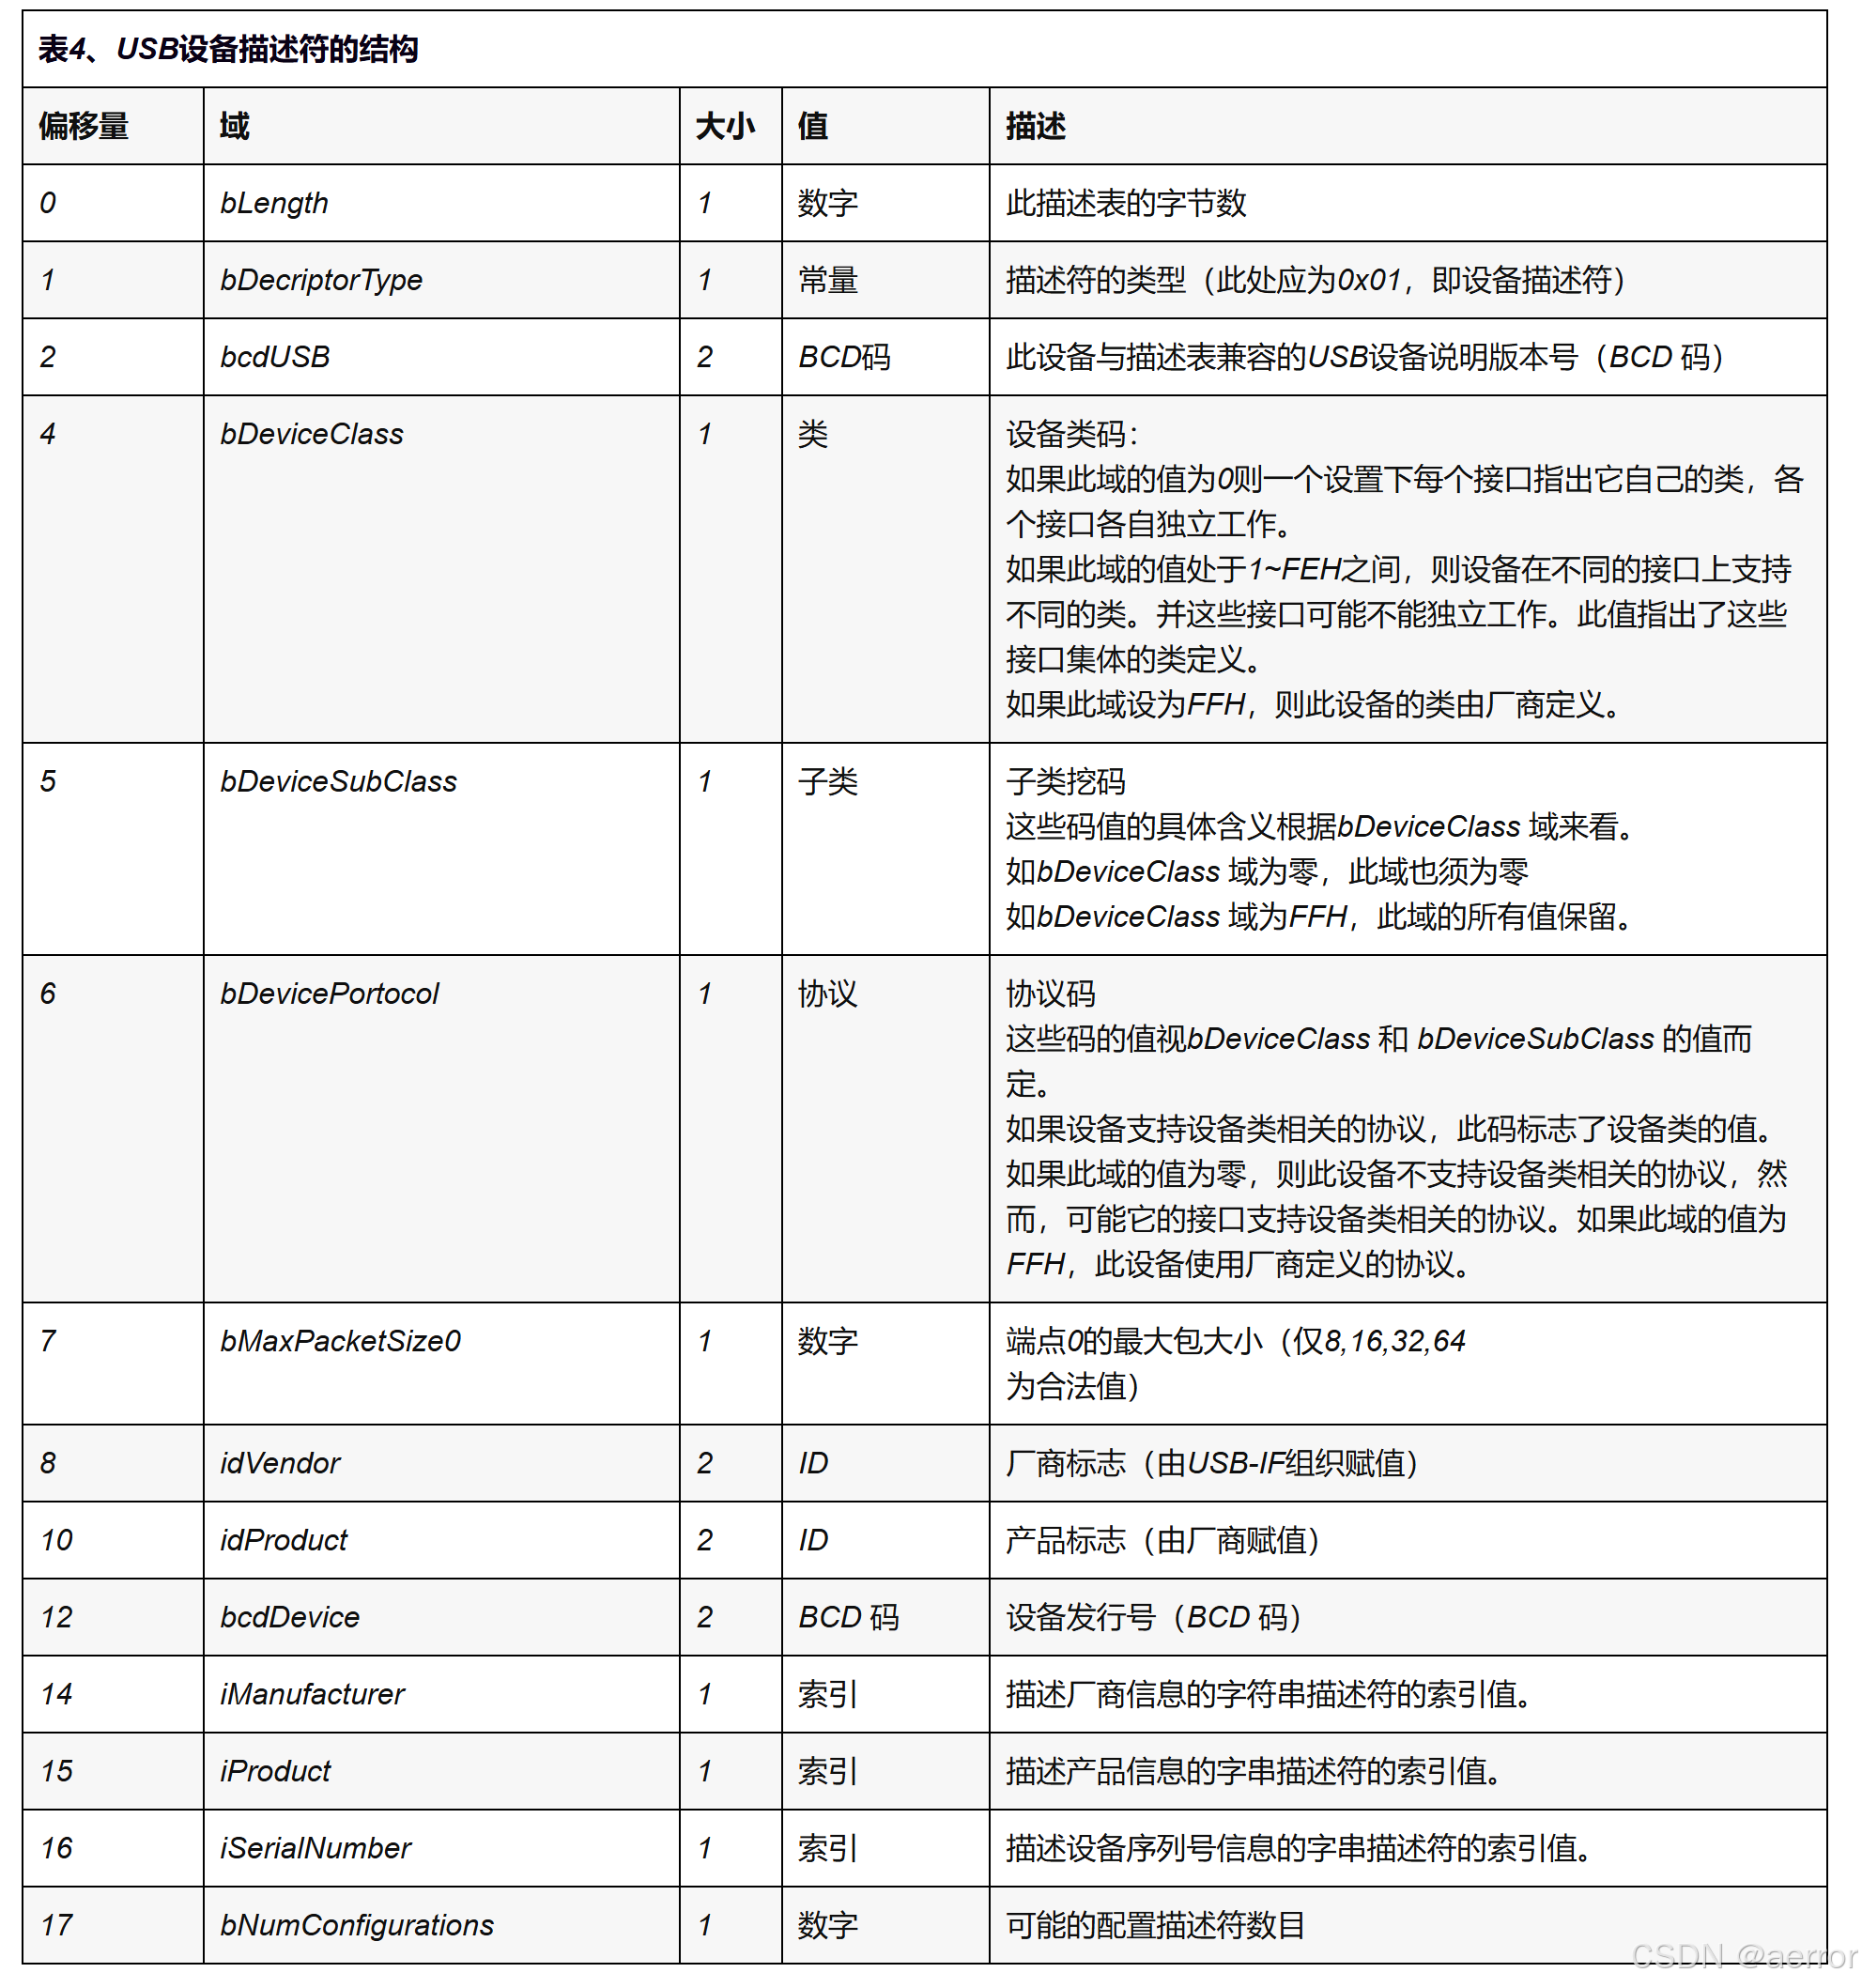 表4、USB设备描述符的结构
偏移量 域 大小 值 描述
0 bLength 1 数字 此描述表的字节数
1 bDecriptorType 1 常量 描述符的类型（此处应为0x01，即设备描述符）
2 bcdUSB 2 BCD码 此设备与描述表兼容的USB设备说明版本号（BCD 码）
4 bDeviceClass 1 类 设备类码：
如果此域的值为0则一个设置下每个接口指出它自己的类，各
个接口各自独立工作。
如果此域的值处于1~FEH之间，则设备在不同的接口上支持
不同的类。并这些接口可能不能独立工作。此值指出了这些
接口集体的类定义。
如果此域设为FFH，则此设备的类由厂商定义。
5 bDeviceSubClass 1 子类 子类挖码
这些码值的具体含义根据bDeviceClass 域来看。
如bDeviceClass 域为零，此域也须为零
如bDeviceClass 域为FFH，此域的所有值保留。
6 bDevicePortocol 1 协议 协议码
这些码的值视bDeviceClass 和 bDeviceSubClass 的值而
定。
如果设备支持设备类相关的协议，此码标志了设备类的值。
如果此域的值为零，则此设备不支持设备类相关的协议，然
而，可能它的接口支持设备类相关的协议。如果此域的值为
FFH，此设备使用厂商定义的协议。
7 bMaxPacketSize0 1 数字 端点0的最大包大小（仅8,16,32,64
为合法值）
8 idVendor 2 ID 厂商标志（由USB-IF组织赋值）
10 idProduct 2 ID 产品标志（由厂商赋值）
12 bcdDevice 2 BCD 码 设备发行号（BCD 码）
14 iManufacturer 1 索引 描述厂商信息的字符串描述符的索引值。
15 iProduct 1 索引 描述产品信息的字串描述符的索引值。
16 iSerialNumber 1 索引 描述设备序列号信息的字串描述符的索引值。
17 bNumConfigurations 1 数字 可能的配置描述符数目
CSDN @aerror